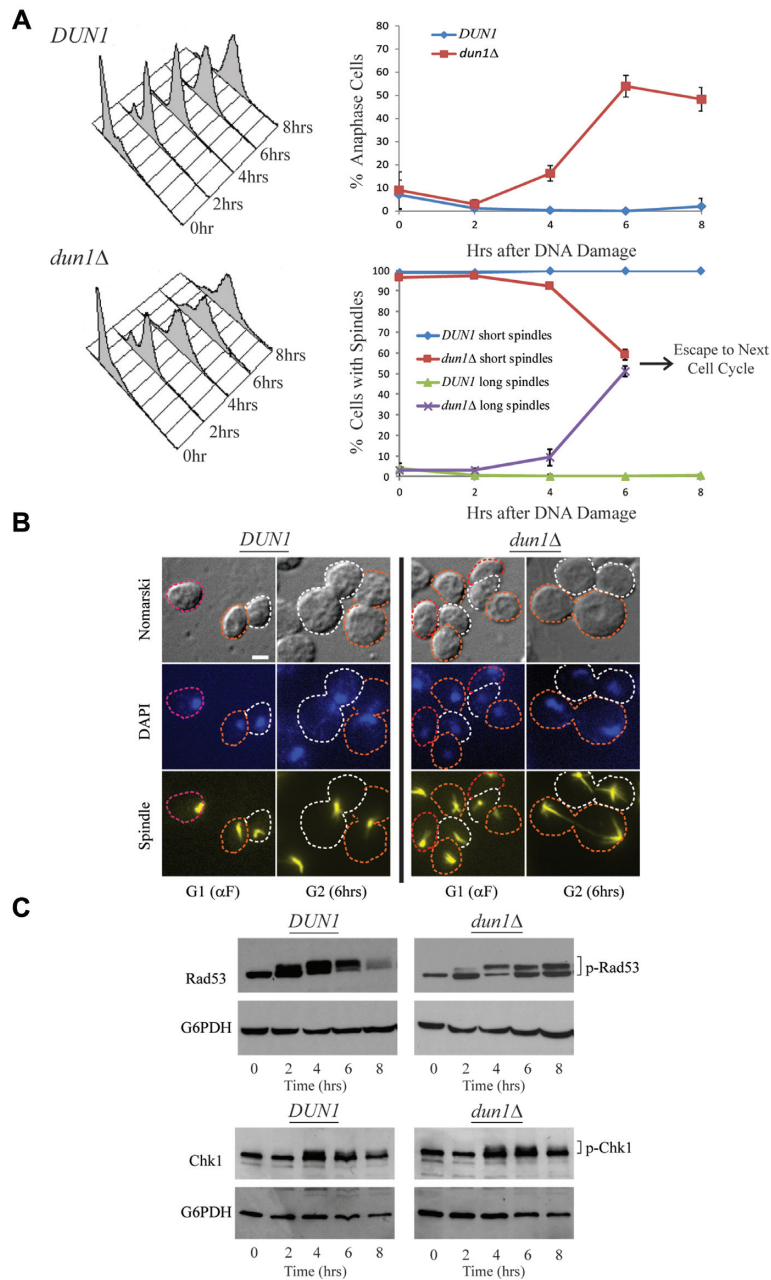 A
DUN1
8hrs
6hrs
4hrs
2hrs
0hr
dun1Δ
8hrs
6hrs
4hrs
2hrs
0hr
% Anaphase Cells
80
70
60
50
40
30
20
10
0
DUN1
dun1Δ
0 2 4 6 8
Hrs after DNA Damage
% Cells with Spindles
100
90
80
70
60
50
40
30
20
10
0
DUN1 short spindles
dun1Δ short spindles
DUN1 long spindles
dun1Δ long spindles
Escape to Next
Cell Cycle
0 2 4 6 8
Hrs after DNA Damage
B
DUN1 dun1Δ
Nomarski
DAPI
Spindle
G1 (αF) G2 (6hrs) G1 (αF) G2 (6hrs)
C
DUN1 dun1Δ
Rad53 p-Rad53
G6PDH
0 2 4 6 8 0 2 4 6 8
Time (hrs) Time (hrs)
DUN1 dun1Δ
Chk1 p-Chk1
G6PDH
0 2 4 6 8 0 2 4 6 8
Time (hrs) Time (hrs)